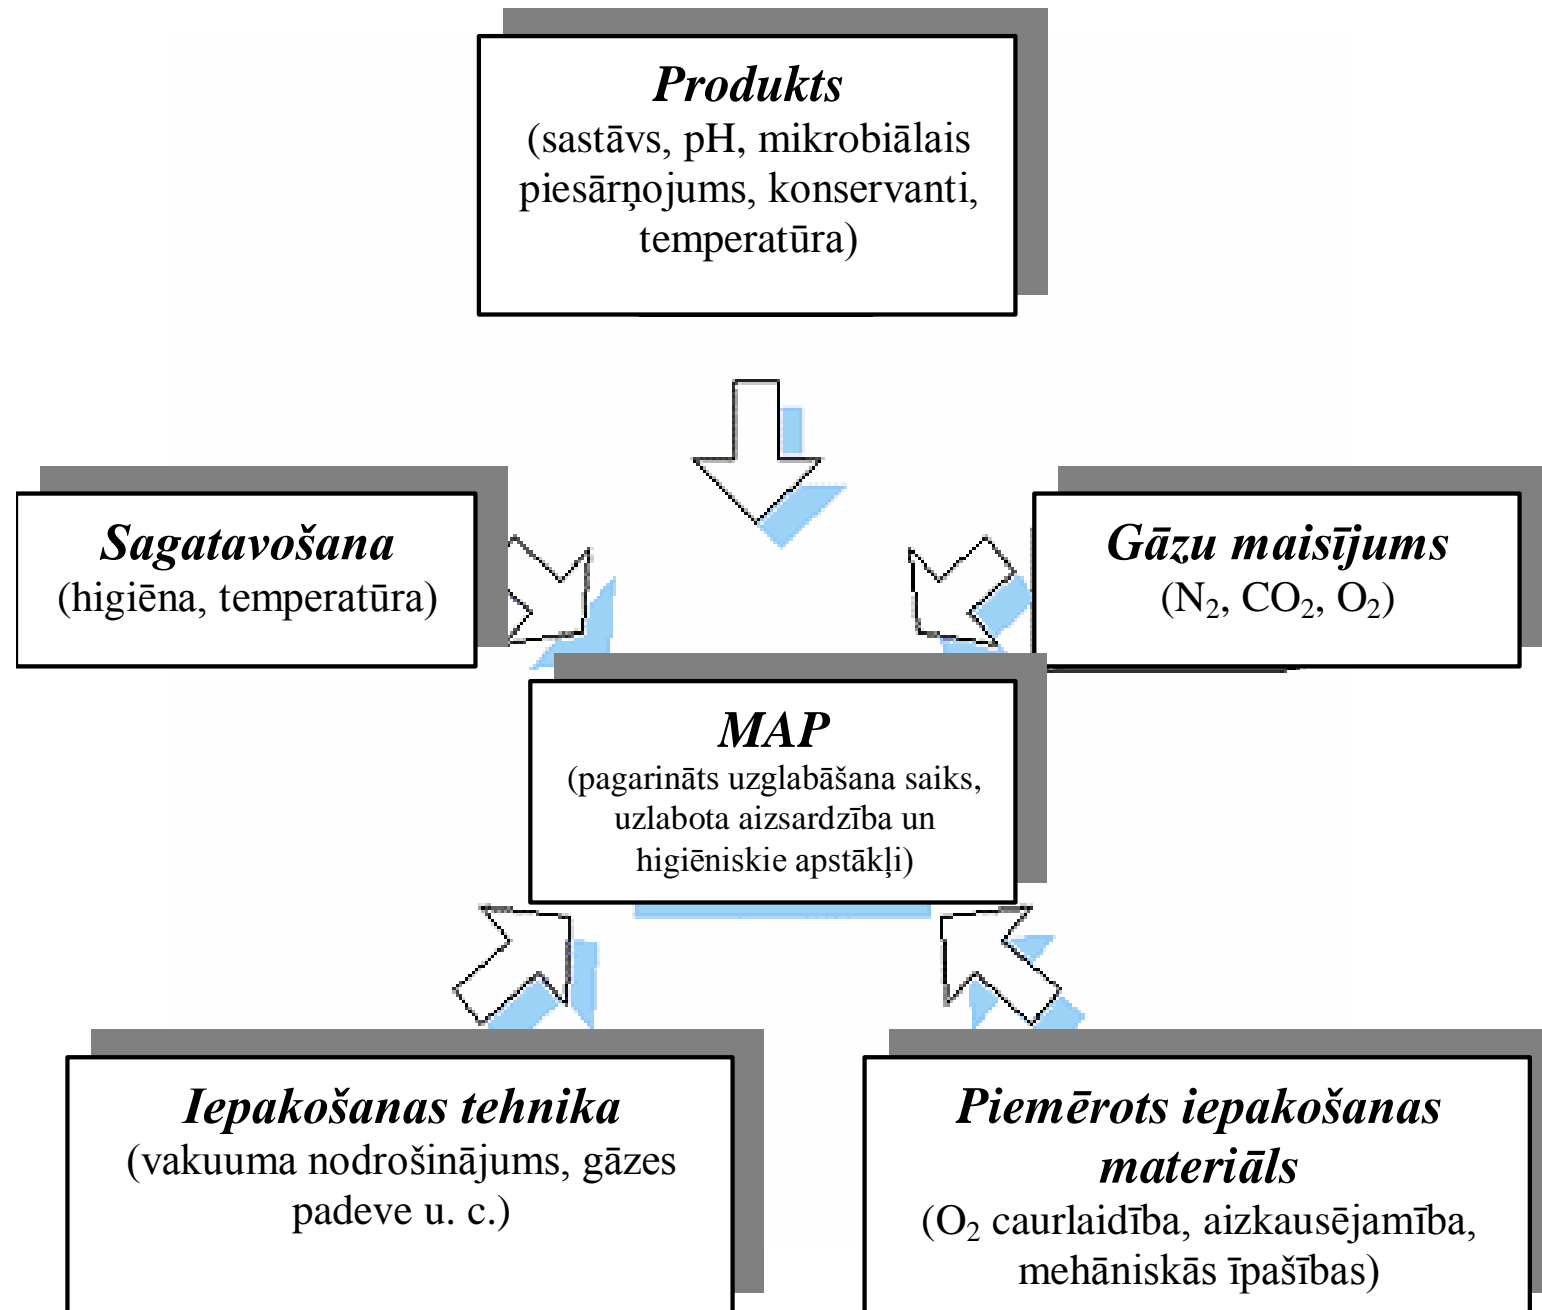 Produkts
(sastāvs, pH, mikrobiālais
piesārņojums, konservanti,
temperatūra)
Sagatavošana
(higiēna, temperatūra)
Gāzu maisījums
(N₂, CO₂, O₂)
MAP
(pagarināts uzglabāšana saiks,
uzlabota aizsardzība un
higiēniskie apstākļi)
Iepakošanas tehnika
(vakuuma nodrošinājums, gāzes
padeve u. c.)
Piemērots iepakošanas
materiāls
(O₂ caurlaidība, aizkausējamība,
mehāniskās īpašības)